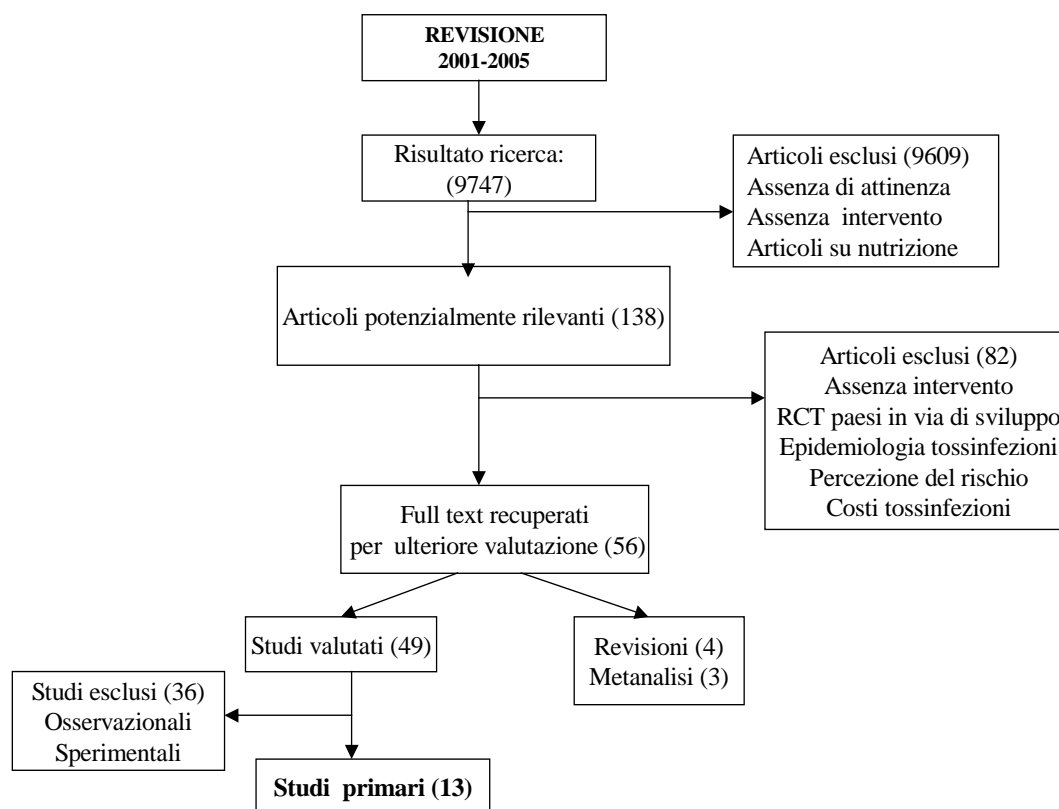 REVISIONE
2001-2005
Risultato ricerca:
(9747)
Articoli esclusi (9609)
Assenza di attinenza
Assenza intervento
Articoli su nutrizione
Articoli potenzialmente rilevanti (138)
Articoli esclusi (82)
Assenza intervento
RCT paesi in via di sviluppo
Epidemiologia tossinfezioni
Percezione del rischio
Costi tossinfezioni
Full text recuperati
per ulteriore valutazione (56)
Studi valutati (49)
Revisioni (4)
Metanalisi (3)
Studi esclusi (36)
Osservazionali
Sperimentali
Studi primari (13)